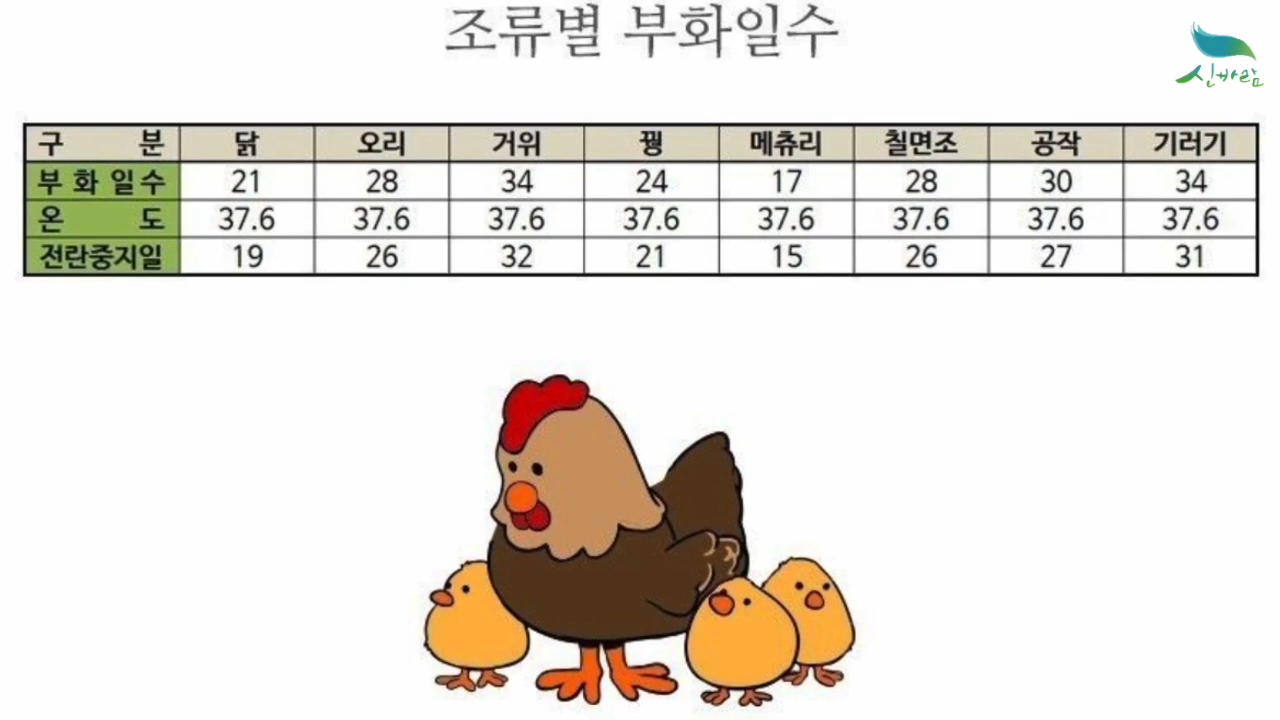 조류별 부화일수
신바람
구 분 닭 오리 거위 꿩 메츄리 칠면조 공작 기러기
부 화 일 수 21 28 34 24 17 28 30 34
온 도 37.6 37.6 37.6 37.6 37.6 37.6 37.6 37.6
전란중지일 19 26 32 21 15 26 27 31